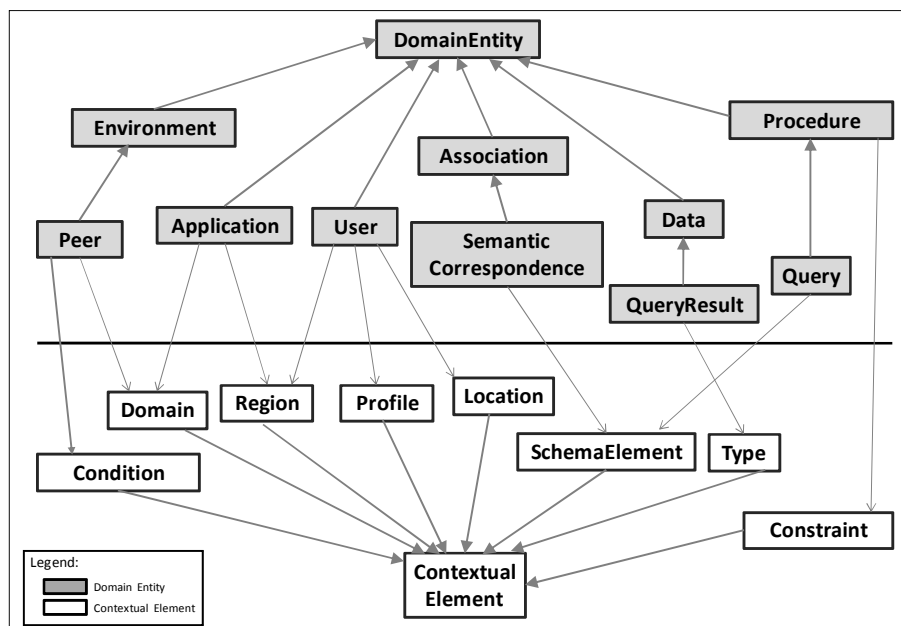 DomainEntity
Environment
Procedure
Association
Peer
Application
User
Semantic
Correspondence
Data
Query
QueryResult
Domain
Region
Profile
Location
SchemaElement
Type
Condition
Constraint
Contextual
Element
Legend:
Domain Entity
Contextual Element